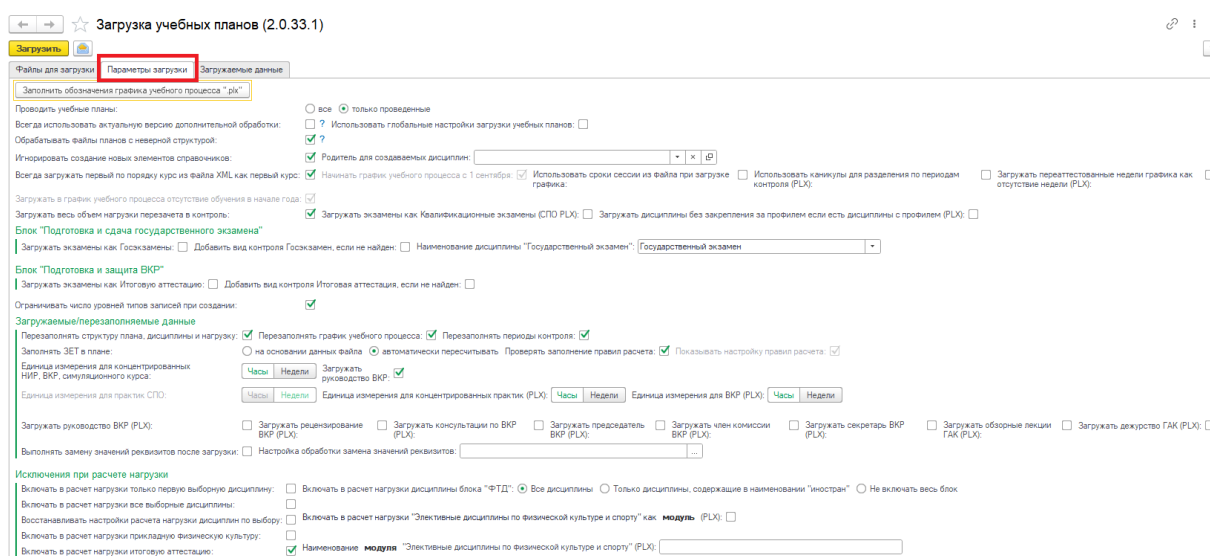 Загрузка учебных планов (2.0.33.1)
Загрузить
Файлы для загрузки Параметры загрузки Загружаемые данные
Заполнить обозначения графика учебного процесса ".plx"
Проводить учебные планы: все только проведенные
Всегда использовать актуальную версию дополнительной обработки: ? Использовать глобальные настройки загрузки учебных планов:
Обрабатывать файлы планов с неверной структурой: ?
Игнорировать создание новых элементов справочников: Родитель для создаваемых дисциплин:
Всегда загружать первый по порядку курс из файла XML как первый курс: Начинать график учебного процесса с 1 сентября: Использовать сроки сессии из файла при загрузке Использовать каникулы для разделения по периодам Загружать переаттестованные недели графика как
графика: контроля (PLX): отсутствие недели (PLX):
Загружать в график учебного процесса отсутствие обучения в начале года:
Загружать весь объем нагрузки перезачета в контроль: Загружать экзамены как Квалификационные экзамены (СПО PLX): Загружать дисциплины без закрепления за профилем если есть дисциплины с профилем (PLX):
Блок "Подготовка и сдача государственного экзамена"
Загружать экзамены как Госэкзамены: Добавить вид контроля Госэкзамен, если не найден: Наименование дисциплины "Государственный экзамен": Государственный экзамен
Блок "Подготовка и защита ВКР"
Загружать экзамены как Итоговую аттестацию: Добавить вид контроля Итоговая аттестация, если не найден:
Ограничивать число уровней типов записей при создании:
Загружаемые/перезаполняемые данные
Перезаполнять структуру плана, дисциплины и нагрузку: Перезаполнять график учебного процесса: Перезаполнять периоды контроля:
Заполнять ЗЕТ в плане: на основании данных файла автоматически пересчитывать Проверять заполнение правил расчета: Показывать настройку правил расчета:
Единица измерения для концентрированных Часы Недели Загружать
НИР, ВКР, симуляционного курса: руководство ВКР:
Единица измерения для практик СПО: Часы Недели Единица измерения для концентрированных практик (PLX): Часы Недели Единица измерения для ВКР (PLX): Часы Недели
Загружать руководство ВКР (PLX): Загружать рецензирование Загружать консультации по ВКР Загружать председатель Загружать член комиссии Загружать секретарь ВКР Загружать обзорные лекции Загружать дежурство ГАК (PLX):
ВКР (PLX): (PLX): ВКР (PLX): ВКР (PLX): (PLX): ГАК (PLX):
Выполнять замену значений реквизитов после загрузки: Настройка обработки замена значений реквизитов: ...
Исключения при расчете нагрузки
Включать в расчет нагрузки только первую выборную дисциплину: Включать в расчет нагрузки дисциплины блока "ФТД": Все дисциплины Только дисциплины, содержащие в наименовании "иностран" Не включать весь блок
Включать в расчет нагрузки все выборные дисциплины:
Восстанавливать настройки расчета нагрузки дисциплин по выбору: Включать в расчет нагрузки "Элективные дисциплины по физической культуре и спорту" как модуль (PLX):
Включать в расчет нагрузки прикладную физическую культуру:
Включать в расчет нагрузки итоговую аттестацию: Наименование модуля "Элективные дисциплины по физической культуре и спорту" (PLX):